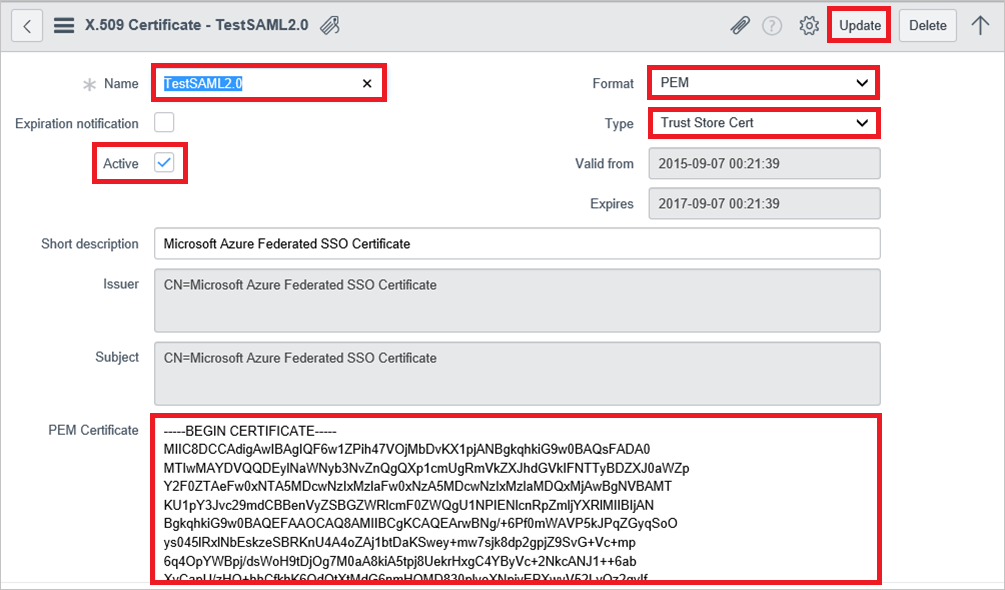 X.509 Certificate - TestSAML2.0
Update
Delete
Name
TestSAML2.0
Format
PEM
Expiration notification
Type
Trust Store Cert
Active
Valid from
2015-09-07 00:21:39
Expires
2017-09-07 00:21:39
Short description
Microsoft Azure Federated SSO Certificate
Issuer
CN=Microsoft Azure Federated SSO Certificate
Subject
CN=Microsoft Azure Federated SSO Certificate
PEM Certificate
-----BEGIN CERTIFICATE-----
MIIC8DCCAdigAwIBAgIQF6w1ZPih47VOjMbDvKX1pjANBgkqhkiG9w0BAQsFADA0
MTIwMAYDVQQDEylNaWNyb3NvZnQgQXp1cmUgRmVkZXJhdGVkIFNTTyBDZXJ0aWZp
Y2F0ZTAeFw0xNTA5MDcwNzIxMzlaFw0xNzA5MDcwNzIxMzlaMDQxMjAwBgNVBAMT
KU1pY3Jvc29mdCBBenVyZSBGZWRlcmF0ZWQgU1NPIENlcnRpZmljYXRlMIIBIjAN
BgkqhkiG9w0BAQEFAAOCAQ8AMIIBCgKCAQEArwBNg/+6Pf0mWAVP5kJPqZGyqSoO
ys045lRxlNbEskzeSBRKnU4A4oZAj1btDaKSwey+mw7sjk8dp2gpjZ9SvG+Vc+mp
6q4OpYWBpj/dsWoH9tDjOg7M0aA8kiA5tpj8UekrHxgC4YByVc+2NkcANJ1++6ab